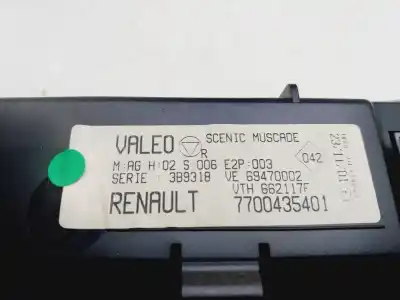 VALEO R SCENIC MUSCADE
M:AG H:02 S 006 E2P:003 042
SERIE : 3B9318 VE 69470002
VTH 662117F
RENAULT 7700435401